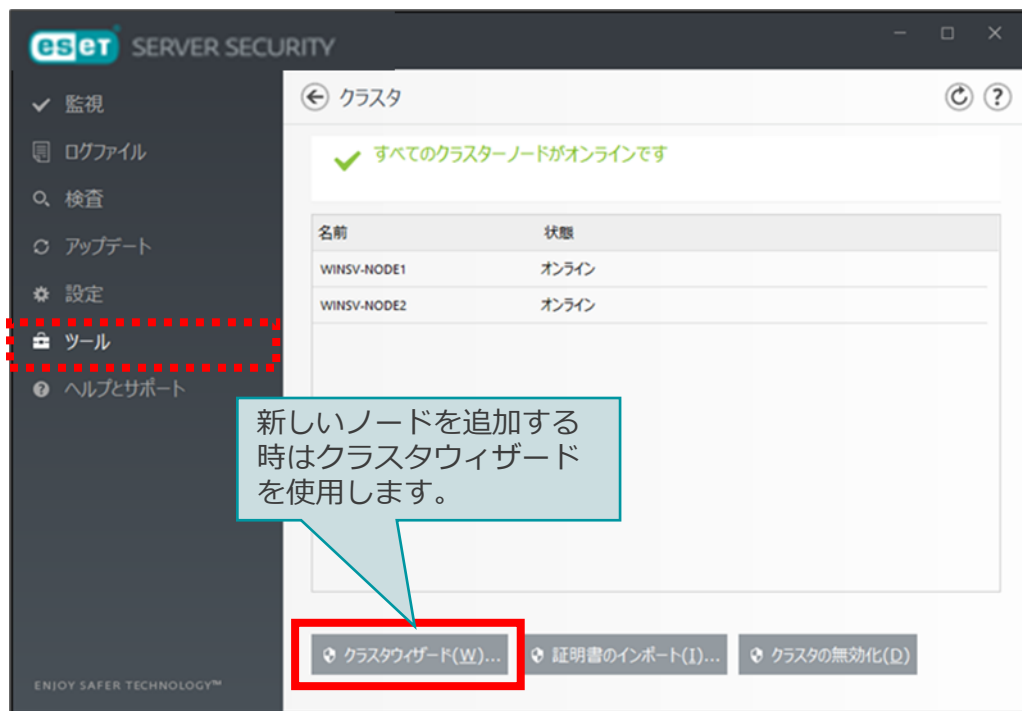 eset SERVER SECURITY
監視
ログファイル
検査
アップデート
設定
ツール
ヘルプとサポート
ENJOY SAFER TECHNOLOGY™
クラスタ
?
すべてのクラスターノードがオンラインです
名前 状態
WINSV-NODE1 オンライン
WINSV-NODE2 オンライン
新しいノードを追加する
時はクラスタウィザード
を使用します。
クラスタウィザード(W)... 証明書のインポート(I)... クラスタの無効化(D)